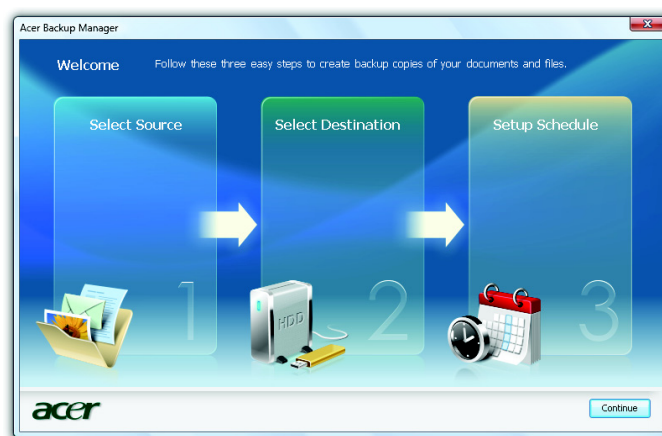 Acer Backup Manager
Welcome
Follow these three easy steps to create backup copies of your documents and files.
Select Source
Select Destination
Setup Schedule
HDD
1
2
3
acer
Continue